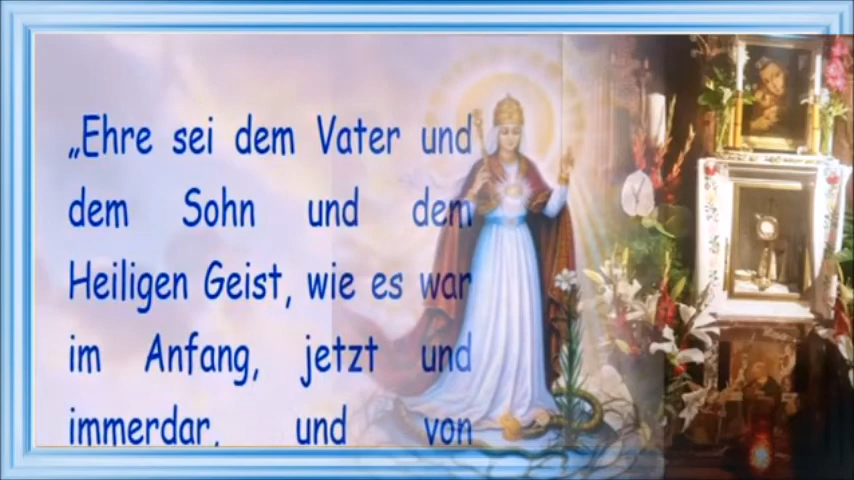 „Ehre sei dem Vater und
dem Sohn und dem
Heiligen Geist, wie es war
im Anfang, jetzt und
immerdar, und von